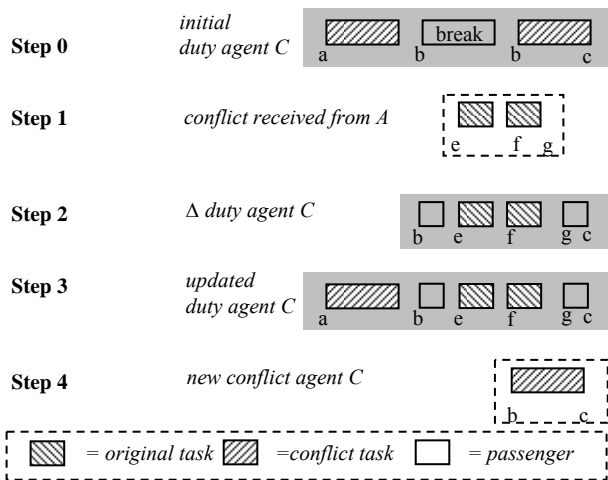 Step 0 initial duty agent C
break
a b b c
Step 1 conflict received from A
e f g
Step 2 Δ duty agent C
b e f g c
Step 3 updated duty agent C
a b e f g c
Step 4 new conflict agent C
b c
= original task =conflict task = passenger